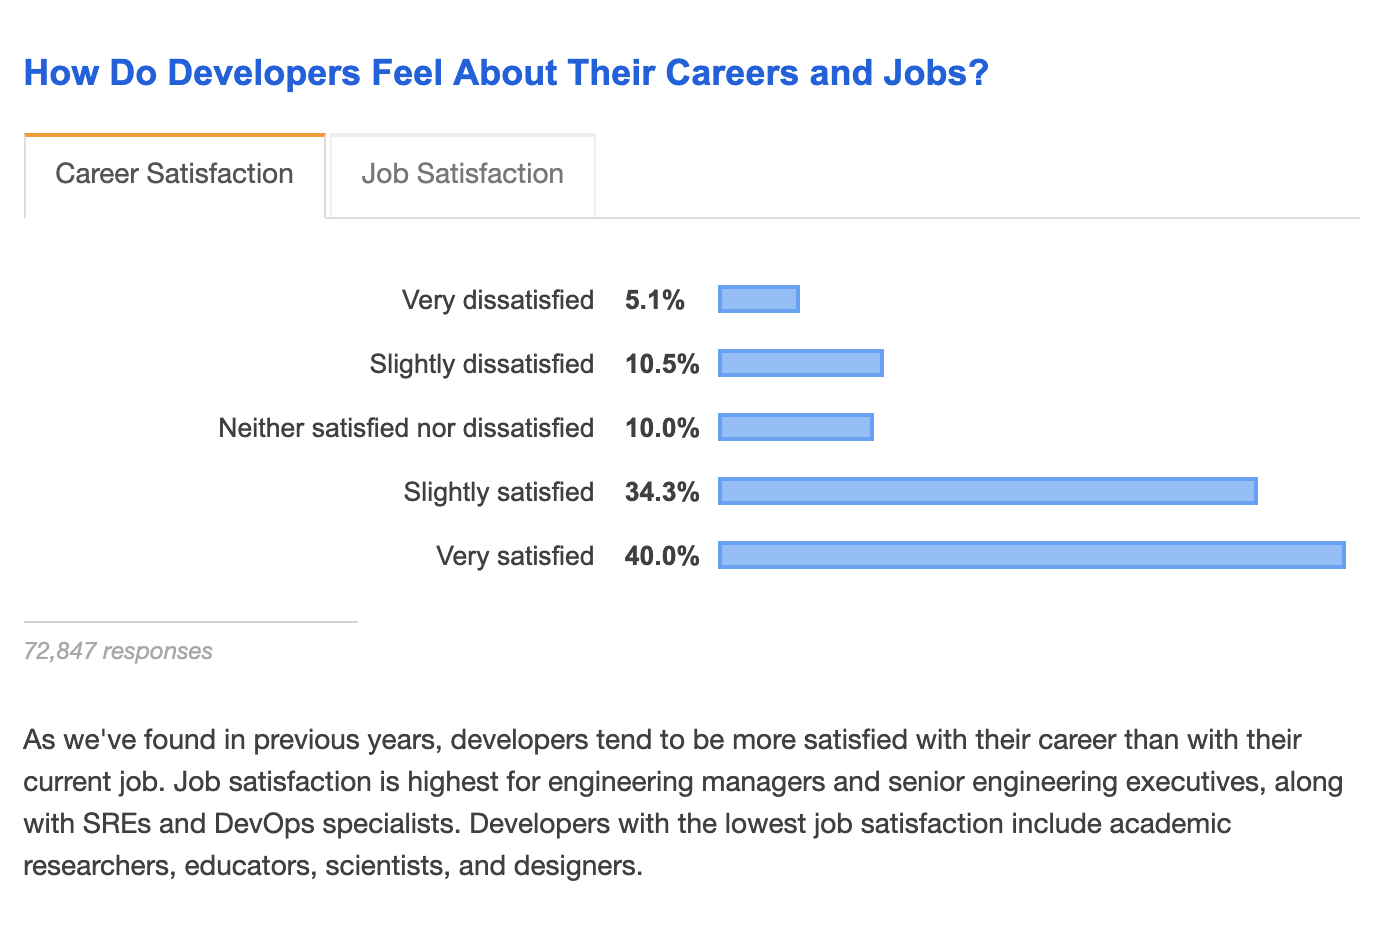 How Do Developers Feel About Their Careers and Jobs?
Career Satisfaction
Job Satisfaction
Very dissatisfied 5.1%
Slightly dissatisfied 10.5%
Neither satisfied nor dissatisfied 10.0%
Slightly satisfied 34.3%
Very satisfied 40.0%
72,847 responses
As we've found in previous years, developers tend to be more satisfied with their career than with their
current job. Job satisfaction is highest for engineering managers and senior engineering executives, along
with SREs and DevOps specialists. Developers with the lowest job satisfaction include academic
researchers, educators, scientists, and designers.